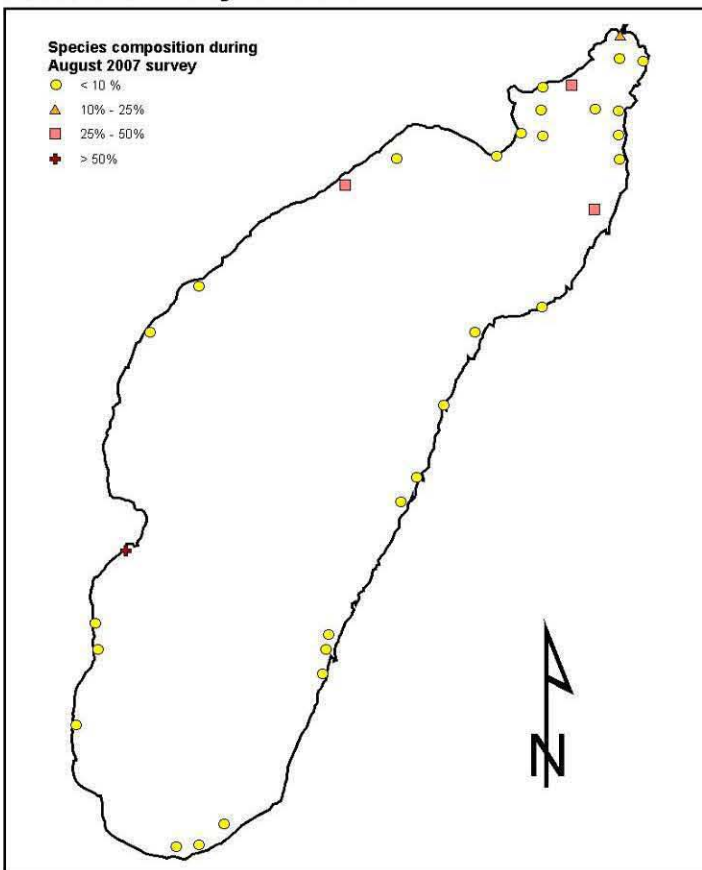 Species composition during
August 2007 survey
< 10 %
10% - 25%
25% - 50%
> 50%
N